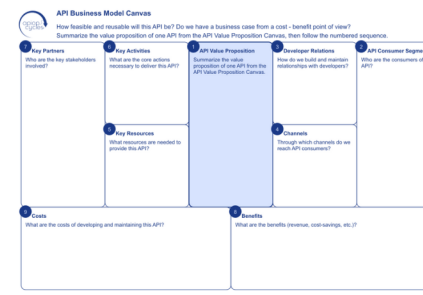 apiops
cycles
API Business Model Canvas
How feasible and reusable will this API be? Do we have a business case from a cost - benefit point of view?
Summarize the value proposition of one API from the API Value Proposition Canvas, then follow the numbered sequence.
7 Key Partners
Who are the key stakeholders
involved?
6 Key Activities
What are the core actions
necessary to deliver this API?
1 API Value Proposition
Summarize the value
proposition of one API from the
API Value Proposition Canvas.
3 Developer Relations
How do we build and maintain
relationships with developers?
2 API Consumer Segme
Who are the consumers of
API?
5 Key Resources
What resources are needed to
provide this API?
4 Channels
Through which channels do we
reach API consumers?
9 Costs
What are the costs of developing and maintaining this API?
8 Benefits
What are the benefits (revenue, cost-savings, etc.)?